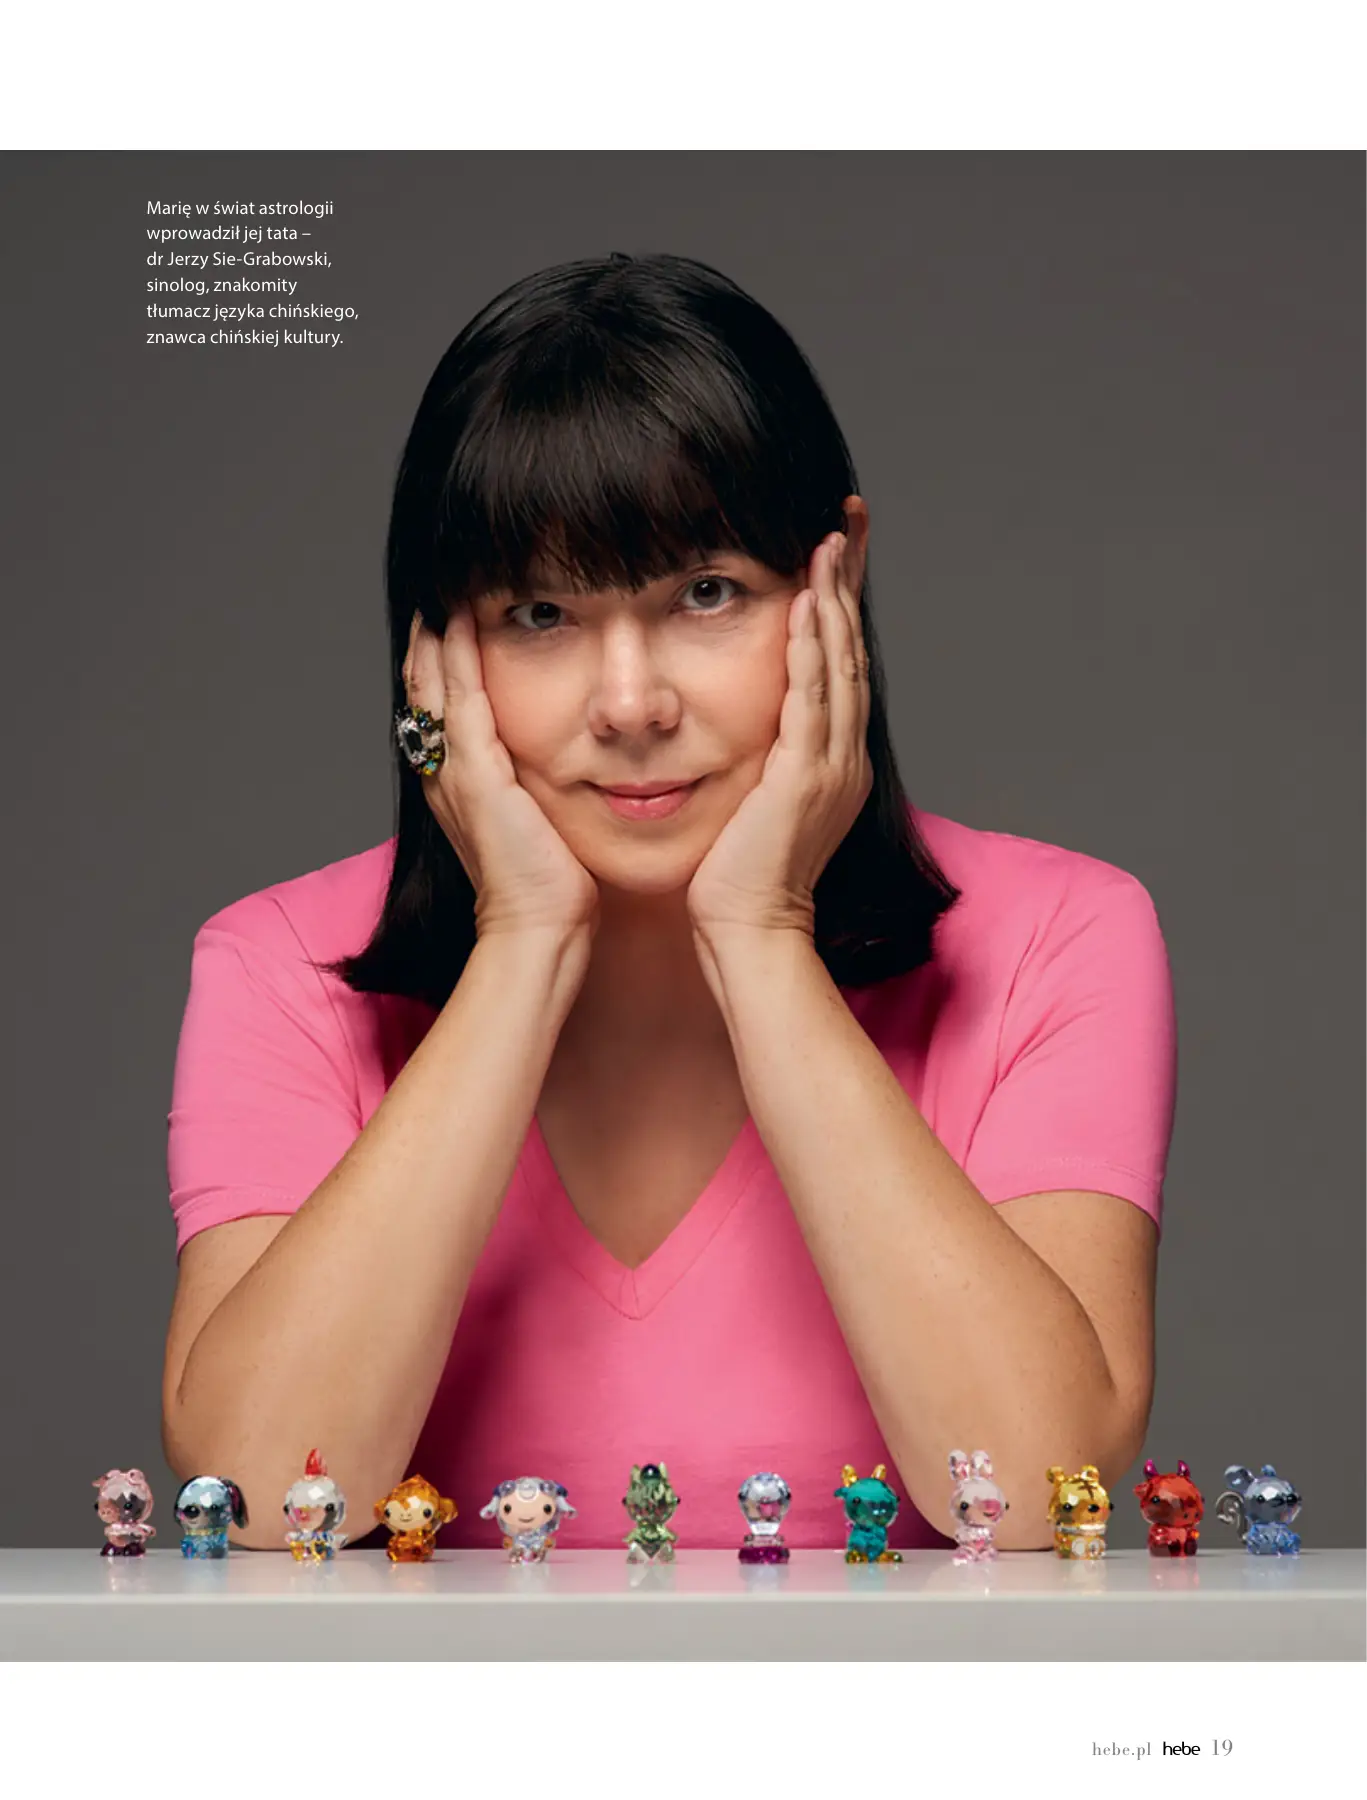 Marię w świat astrologii
wprowadził jej tata –
dr Jerzy Sie-Grabowski,
sinolog, znakomity
tłumacz języka chińskiego,
znawca chińskiej kultury.
hebe.pl hebe 19